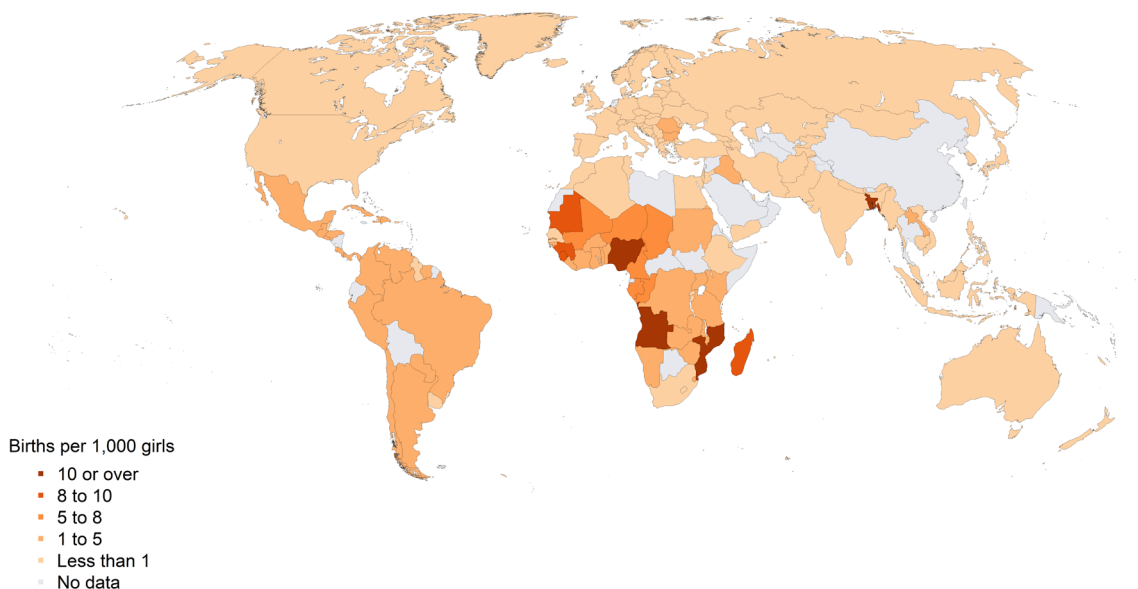 Births per 1,000 girls
10 or over
8 to 10
5 to 8
1 to 5
Less than 1
No data